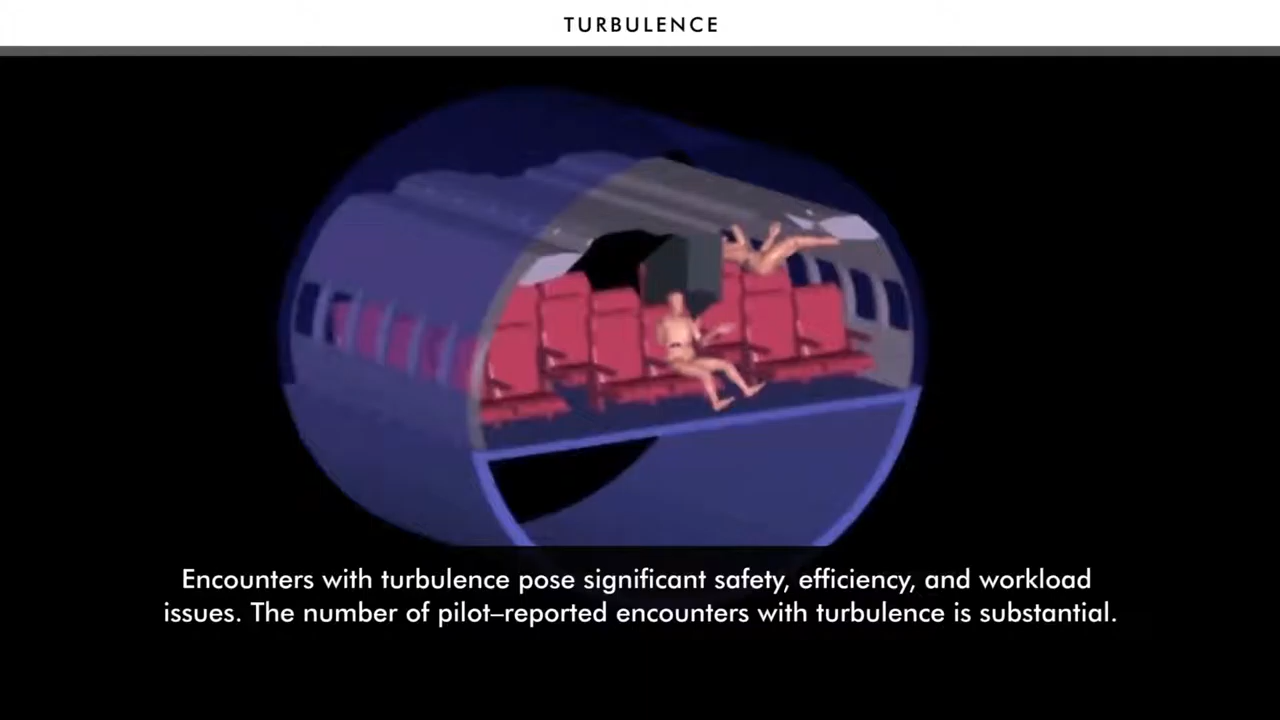 TURBULENCE
Encounters with turbulence pose significant safety, efficiency, and workload
issues. The number of pilot–reported encounters with turbulence is substantial.